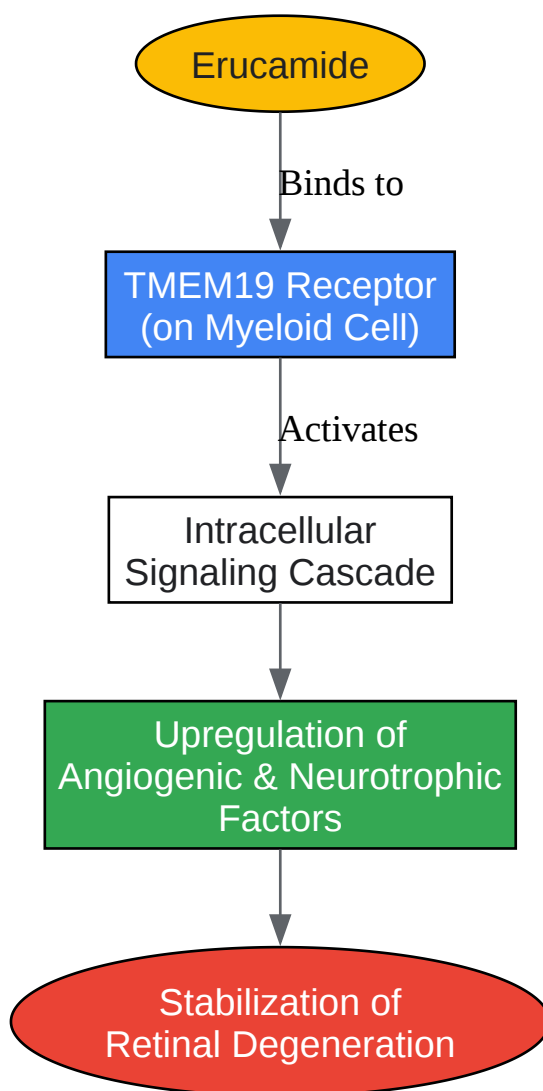 Erucamide
Binds to
TMEM19 Receptor
(on Myeloid Cell)
Activates
Intracellular
Signaling Cascade
Upregulation of
Angiogenic & Neurotrophic
Factors
Stabilization of
Retinal Degeneration